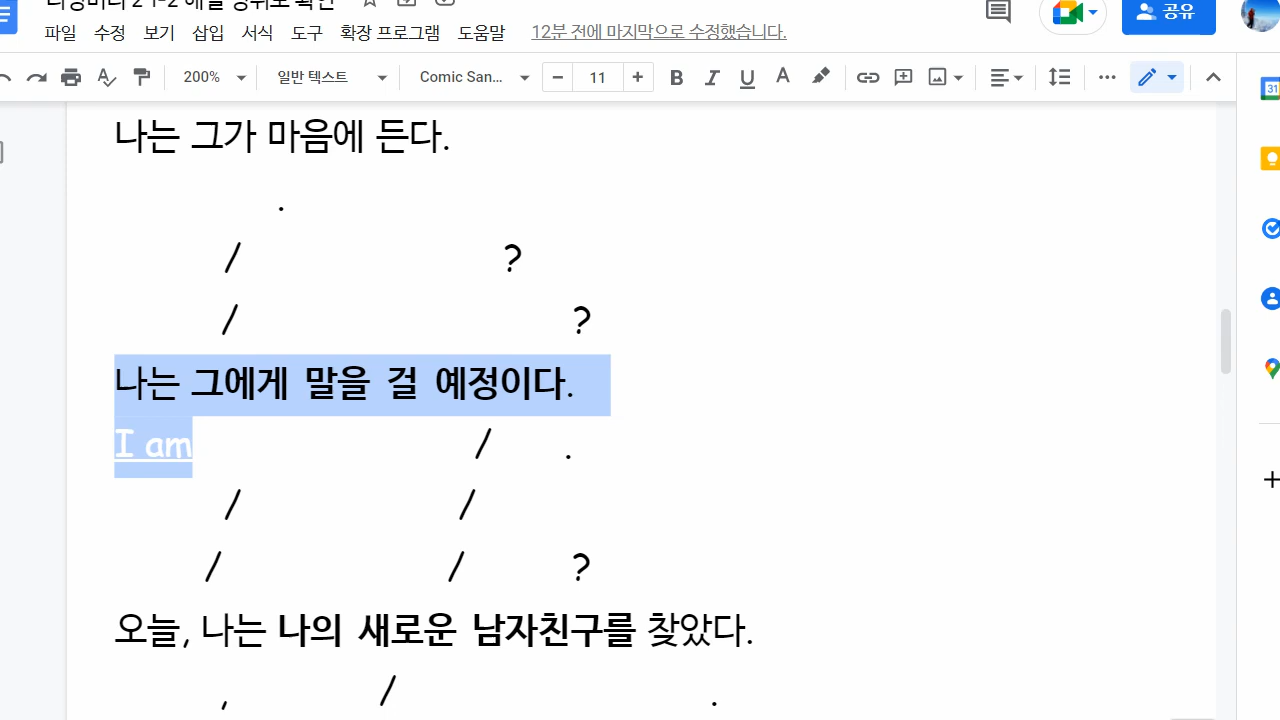 파일 수정 보기 삽입 서식 도구 확장 프로그램 도움말 12분 전에 마지막으로 수정했습니다. 공유
200% 일반 텍스트 Comic San... 11 B I U A
31
나는 그가 마음에 든다.
.
/ ?
/ ?
나는 그에게 말을 걸 예정이다.
I am / .
/ /
/ / ?
오늘, 나는 나의 새로운 남자친구를 찾았다.
, / .